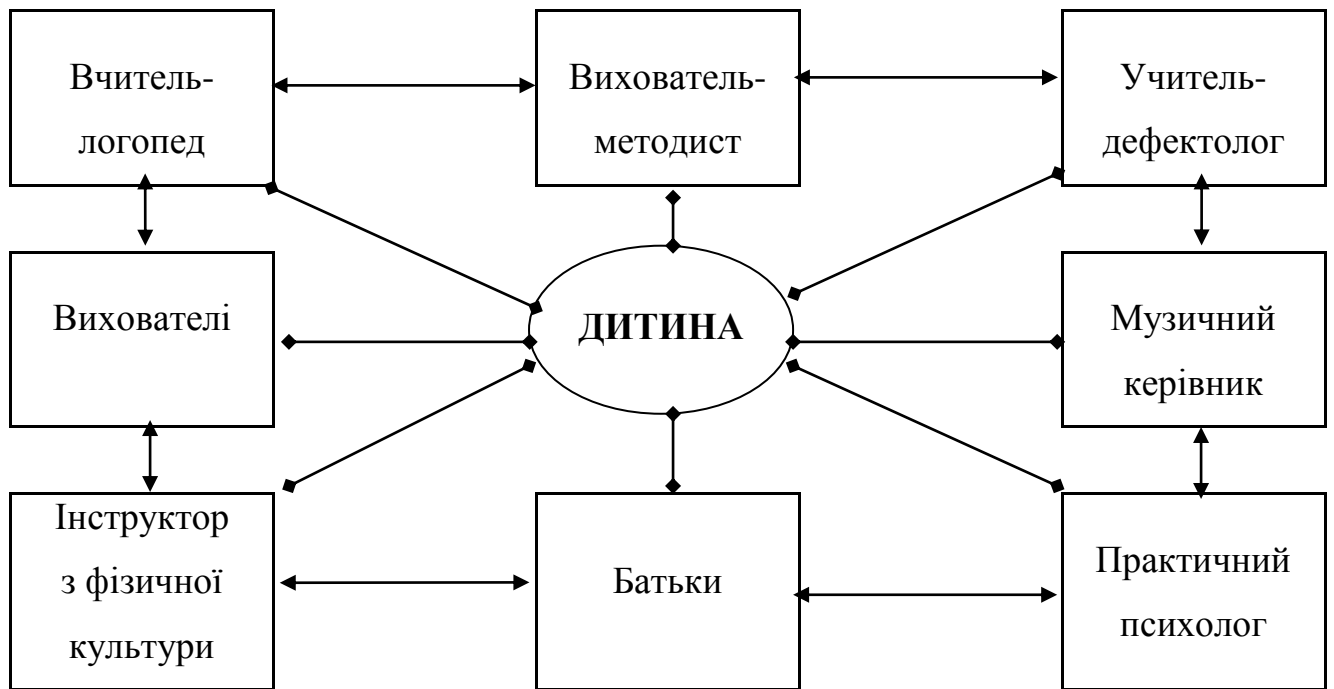 Вчитель-
логопед
Вихователь-
методист
Учитель-
дефектолог
Вихователі
ДИТИНА
Музичний
керівник
Інструктор
з фізичної
культури
Батьки
Практичний
психолог